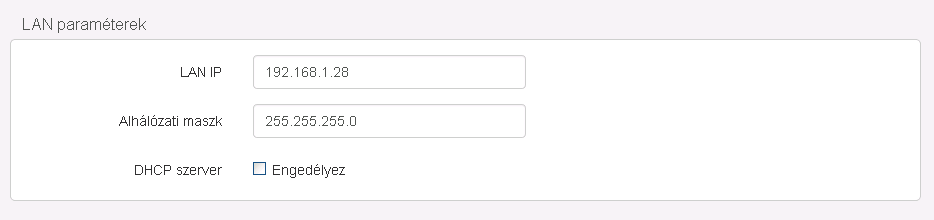 LAN paraméterek
LAN IP 192.168.1.28
Alhálózati maszk 255.255.255.0
DHCP szerver Engedélyez